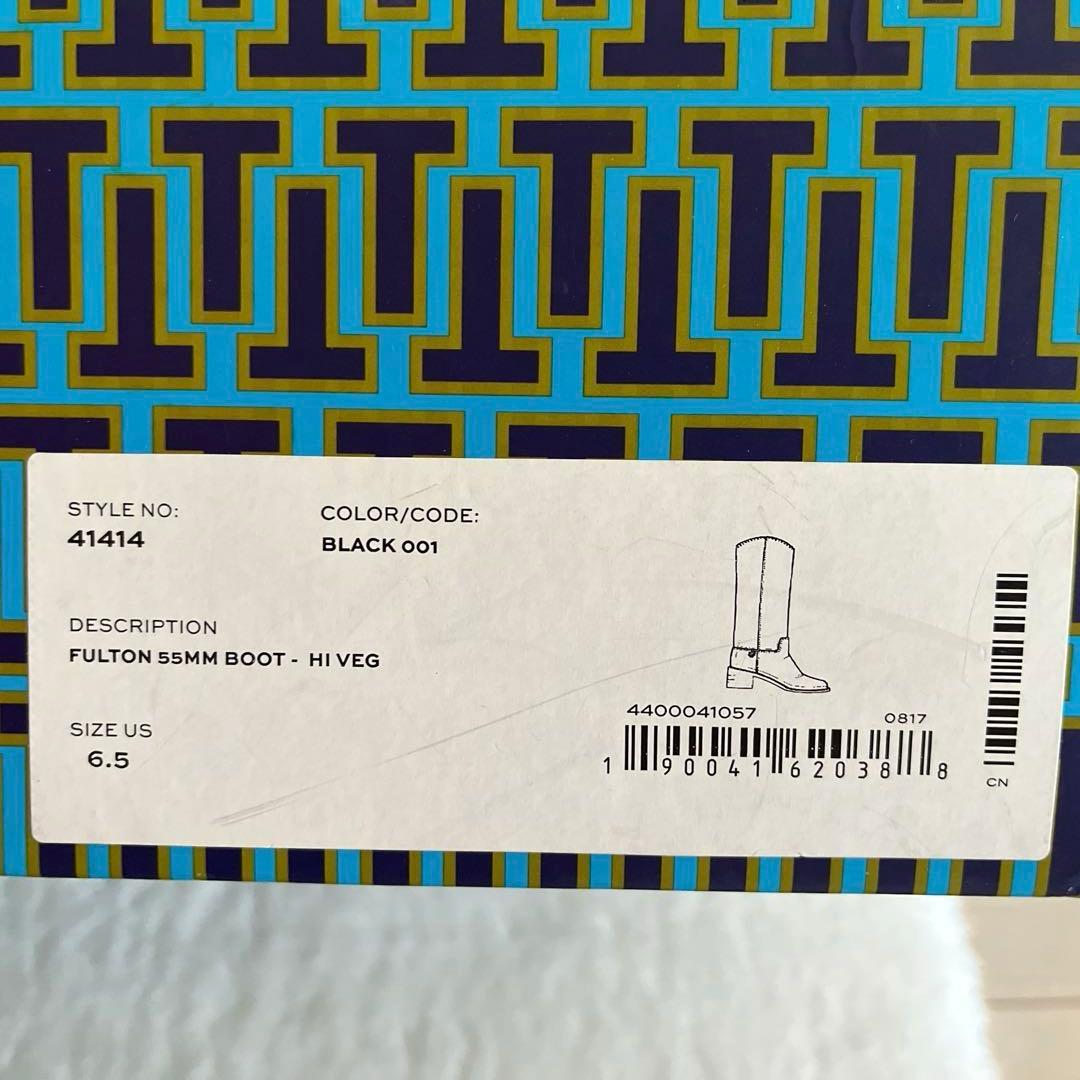 STYLE NO:
41414
COLOR/CODE:
BLACK 001
DESCRIPTION
FULTON 55MM BOOT - HI VEG
SIZE US
6.5
4400041057
0817
1 90041 62038 8
CN